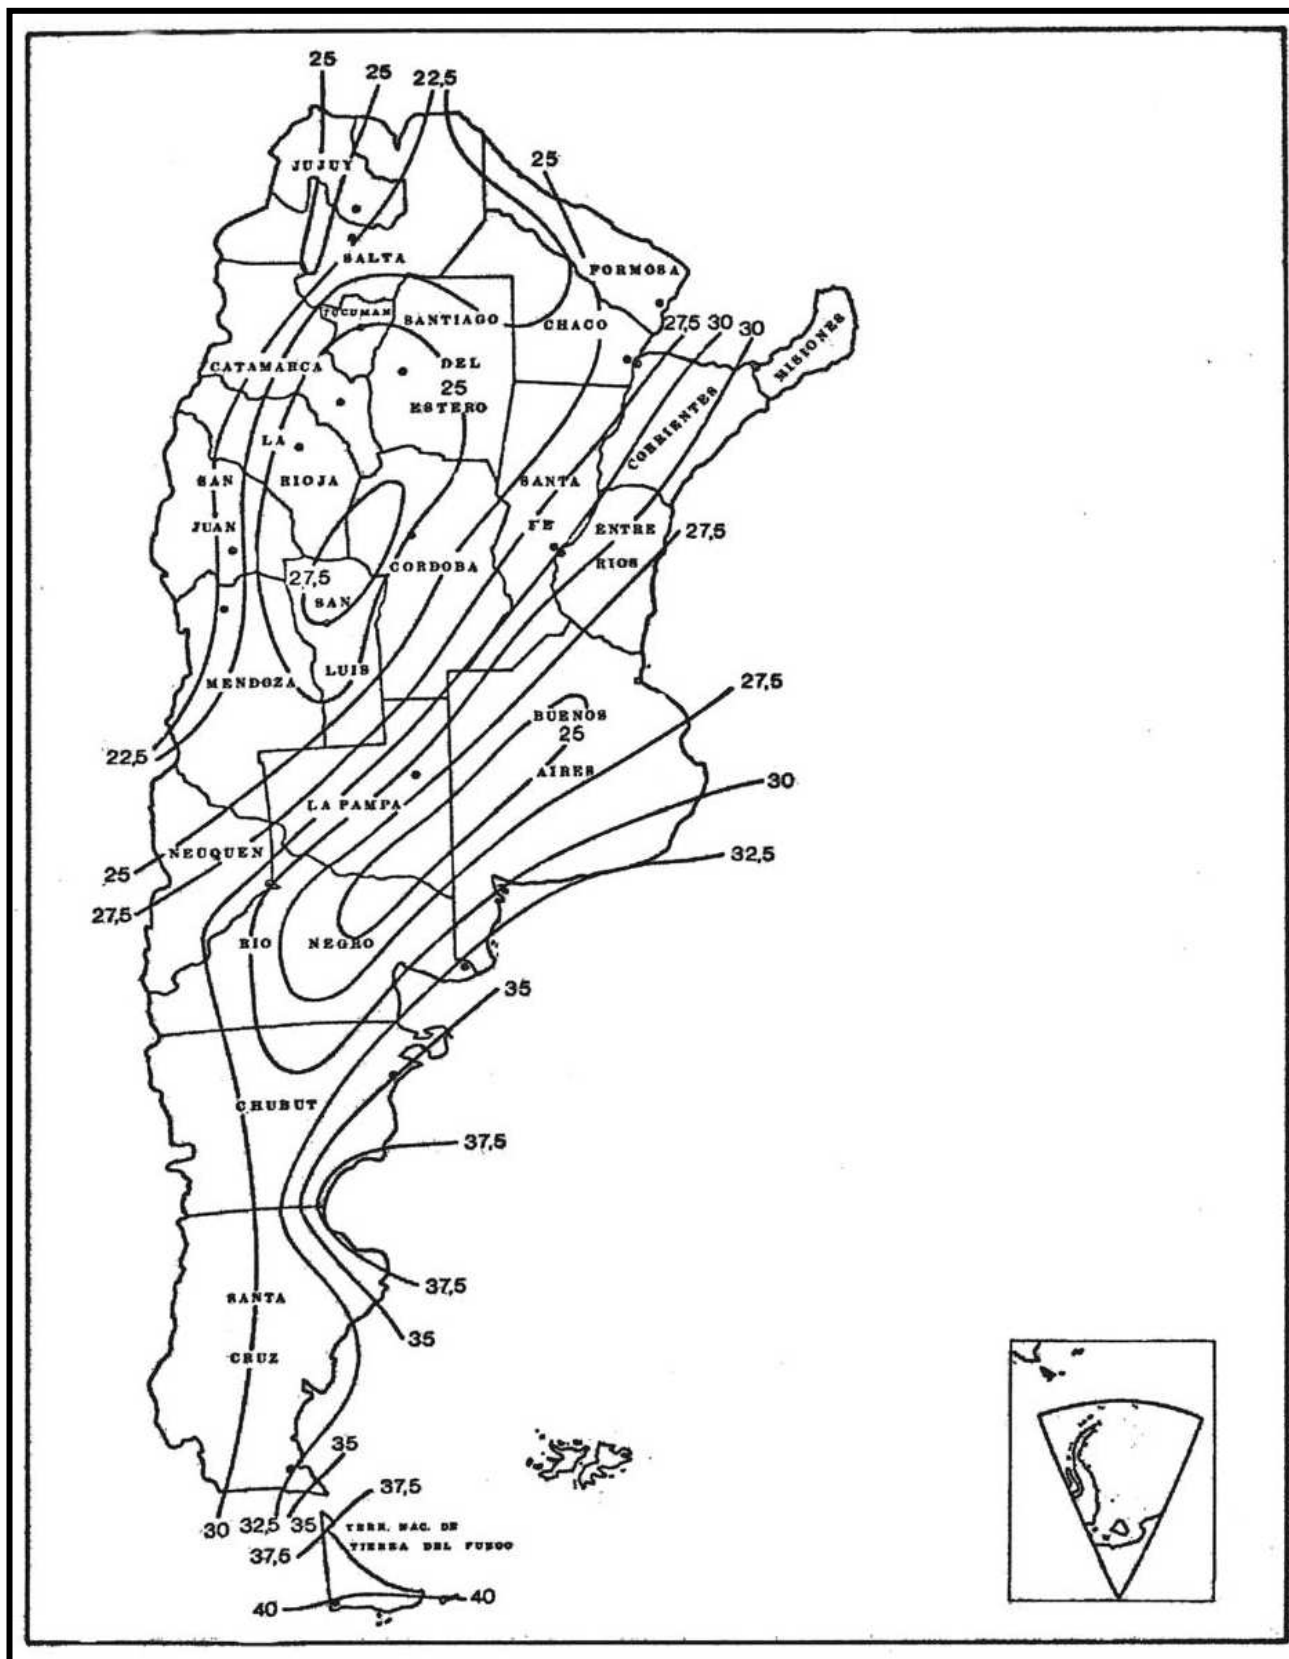 25
25
22,5
JUJUY
25
SALTA
FORMOSA
TUCUMAN
SANTIAGO
CHACO
27,5
30
30
MISIONES
CATAMARCA
DEL
25
ESTERO
CORRIENTES
LA
RIOJA
SAN
JUAN
SANTA
FE
ENTRE
RIOS
27,5
CORDOBA
27,5
SAN
LUIS
MENDOZA
27,5
BUENOS
25
AIRES
22,5
30
LA PAMPA
NEUQUEN
32,5
25
27,5
RIO
NEGRO
35
CHUBUT
37,5
37,5
SANTA
35
CRUZ
35
37,5
30
32,5
35
TERR. NAC. DE
TIERRA DEL FUEGO
37,5
40
40